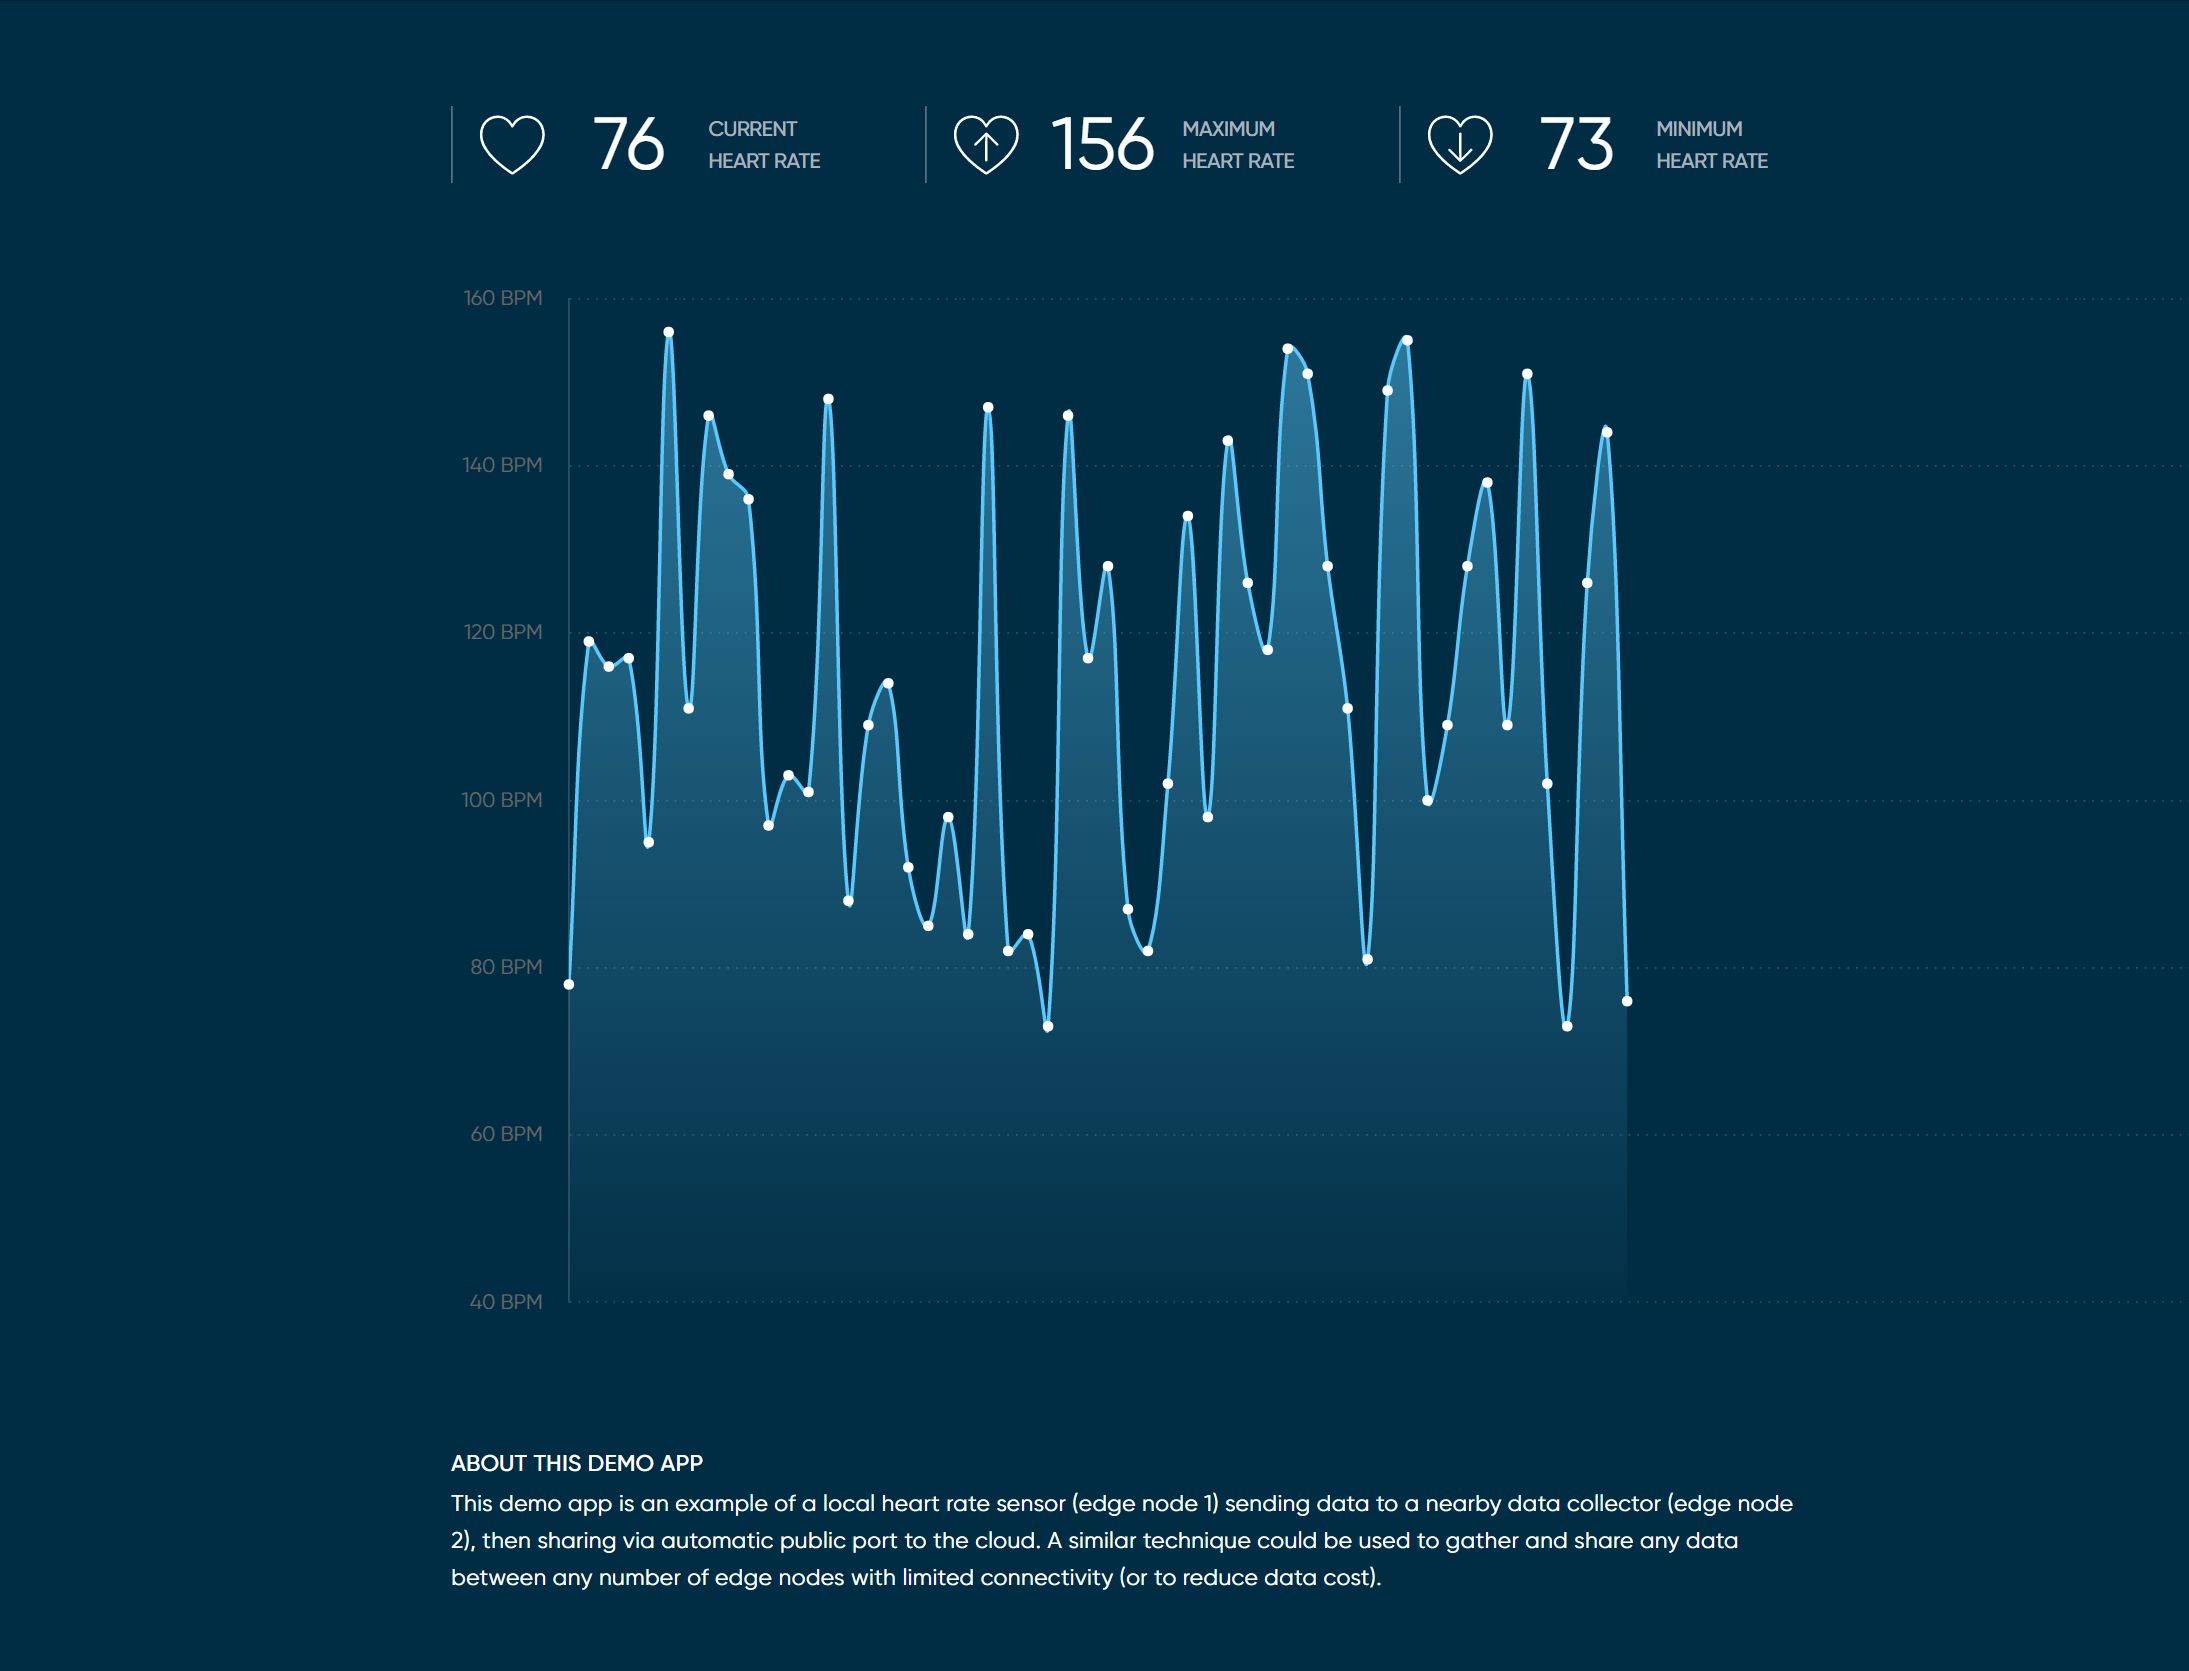 76 CURRENT HEART RATE
156 MAXIMUM HEART RATE
73 MINIMUM HEART RATE
160 BPM
140 BPM
120 BPM
100 BPM
80 BPM
60 BPM
40 BPM
ABOUT THIS DEMO APP
This demo app is an example of a local heart rate sensor (edge node 1) sending data to a nearby data collector (edge node
2), then sharing via automatic public port to the cloud. A similar technique could be used to gather and share any data
between any number of edge nodes with limited connectivity (or to reduce data cost).